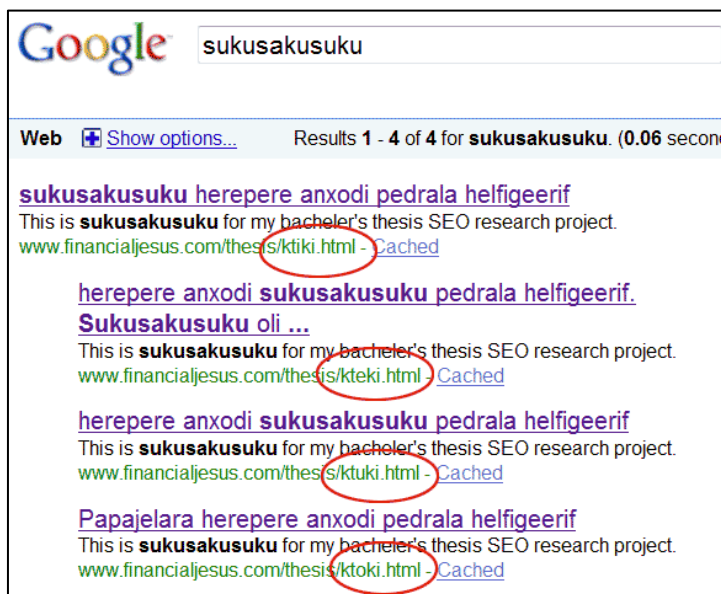 Google sukusakusuku
Web Show options... Results 1 - 4 of 4 for sukusakusuku. (0.06 secon
sukusakusuku herepere anxodi pedrala helfigeerif
This is sukusakusuku for my bacheler's thesis SEO research project.
www.financialjesus.com/thesis/ktiki.html - Cached
herepere anxodi sukusakusuku pedrala helfigeerif.
Sukusakusuku oli ...
This is sukusakusuku for my bacheler's thesis SEO research project.
www.financialjesus.com/thesis/kteki.html - Cached
herepere anxodi sukusakusuku pedrala helfigeerif
This is sukusakusuku for my bacheler's thesis SEO research project.
www.financialjesus.com/thesis/ktuki.html - Cached
Papajelara herepere anxodi pedrala helfigeerif
This is sukusakusuku for my bacheler's thesis SEO research project.
www.financialjesus.com/thesis/ktoki.html - Cached